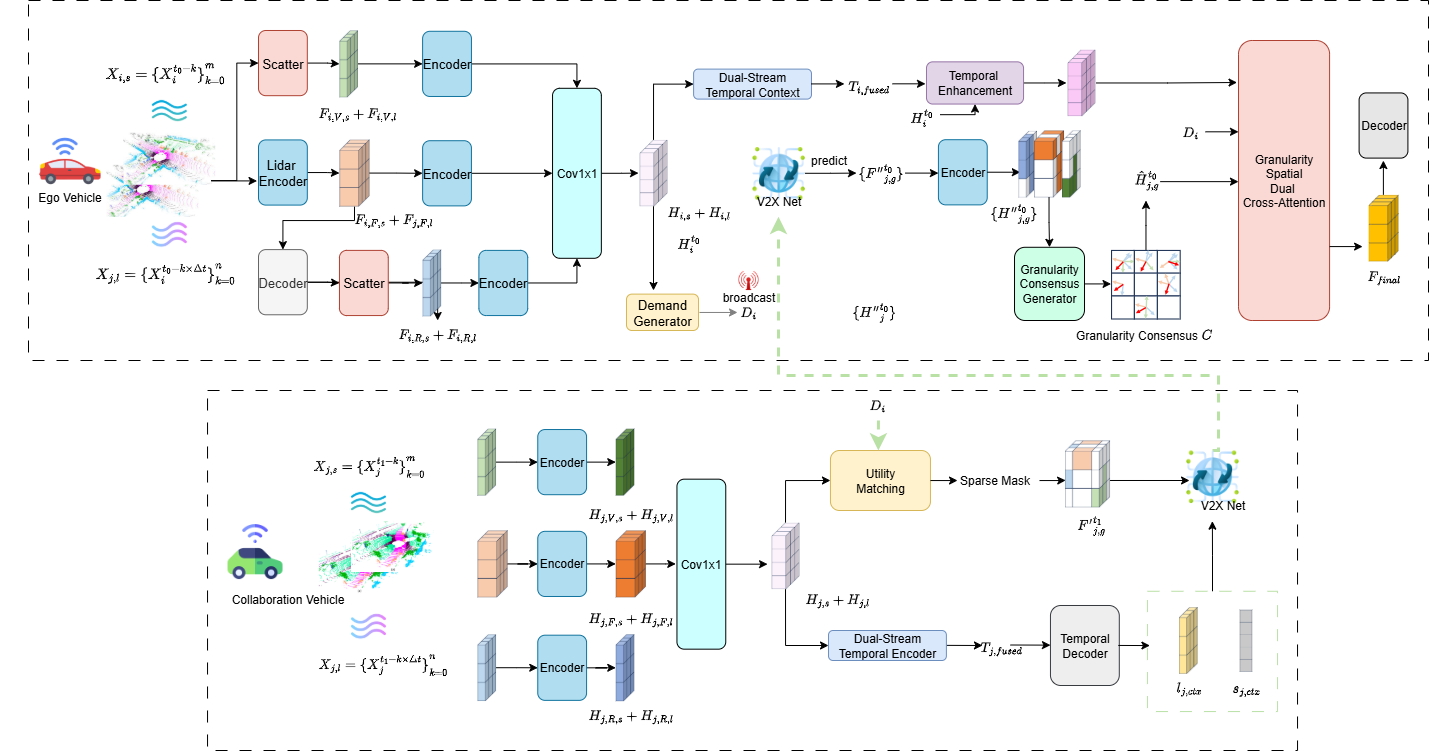 $X_{i,s} = \{X_i^{t_0-k}\}_{k=0}^{m}$
Ego Vehicle
$X_{j,l} = \{X_i^{t_0-k\times\Delta t}\}_{k=0}^{n}$
Scatter
$F_{i,V,s} + F_{i,V,l}$
Encoder
Lidar
Encoder
$F_{i,F,s} + F_{j,F,l}$
Encoder
Decoder
Scatter
$F_{i,R,s} + F_{i,R,l}$
Encoder
Cov1x1
$H_{i,s} + H_{i,l}$
$H_i^{t_0}$
Demand
Generator
broadcast
$D_i$
Dual-Stream
Temporal Context
$T_{i,fused}$
Temporal
Enhancement
$H_i^{t_0}$
V2X Net
predict
$\{F''^{t_0}_{j,g}\}$
Encoder
$\{H''^{t_0}_{j,g}\}$
$\{H''^{t_0}_{j}\}$
Granularity
Consensus
Generator
Granularity Consensus $C$
$\hat{H}^{t_0}_{j,g}$
$D_i$
Granularity
Spatial
Dual
Cross-Attention
Decoder
$F_{final}$
$X_{j,s} = \{X_j^{t_1-k}\}_{k=0}^{m}$
Collaboration Vehicle
$X_{j,l} = \{X_j^{t_1-k\times\Delta t}\}_{k=0}^{n}$
Encoder
$H_{j,V,s} + H_{j,V,l}$
Encoder
$H_{j,F,s} + H_{j,F,l}$
Encoder
$H_{j,R,s} + H_{j,R,l}$
Cov1x1
$H_{j,s} + H_{j,l}$
$D_i$
Utility
Matching
Sparse Mask
$F'^{t_1}_{j,g}$
V2X Net
Dual-Stream
Temporal Encoder
$T_{j,fused}$
Temporal
Decoder
$l_{j,ctx}$
$s_{j,ctx}$